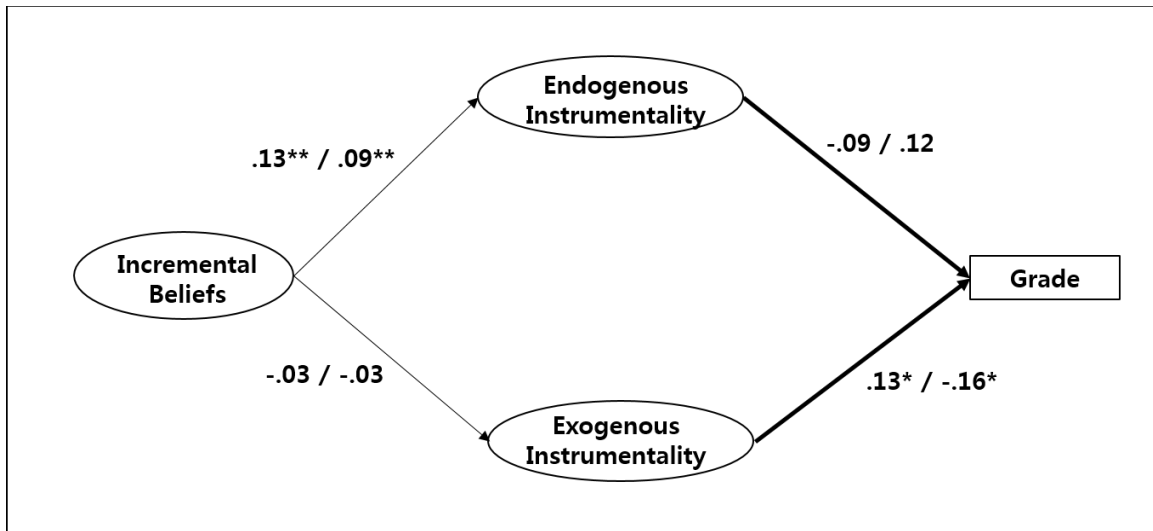 Endogenous
Instrumentality
.13** / .09**
-.09 / .12
Incremental
Beliefs
Grade
-.03 / -.03
.13* / -.16*
Exogenous
Instrumentality